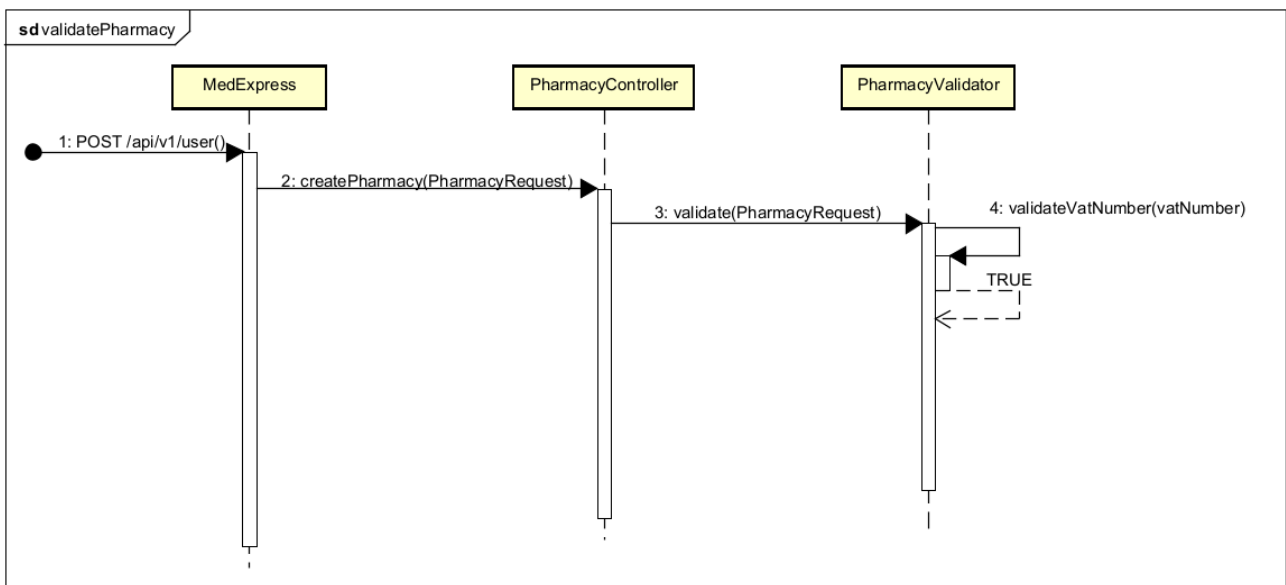 sd validatePharmacy
MedExpress
PharmacyController
PharmacyValidator
1: POST /api/v1/user()
2: createPharmacy(PharmacyRequest)
3: validate(PharmacyRequest)
4: validateVatNumber(vatNumber)
TRUE